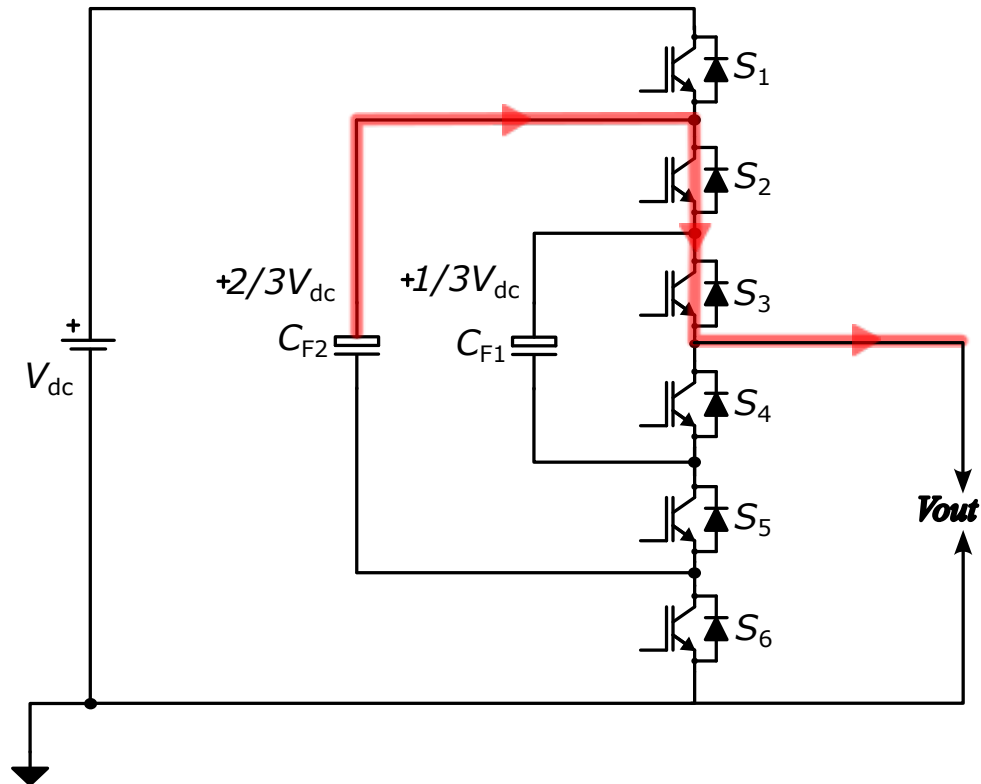 S1
S2
+2/3Vdc
+1/3Vdc
S3
CF2
CF1
+
Vdc
S4
Vout
S5
S6